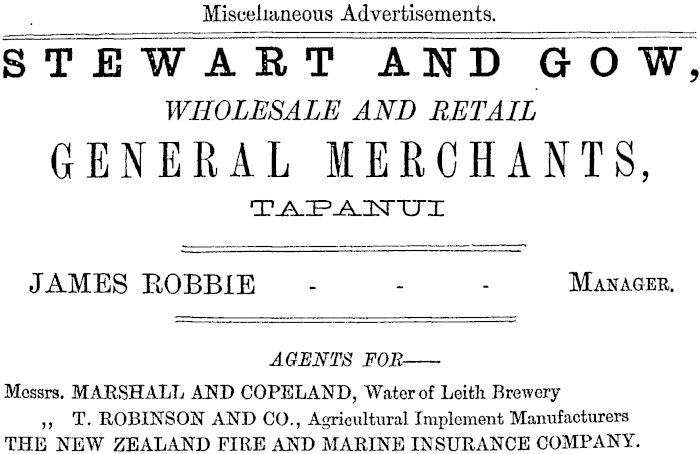 Miscellaneous Advertisements.
STEWART AND GOW,
WHOLESALE AND RETAIL
GENERAL MERCHANTS,
TAPANUI
JAMES ROBBIE - - - MANAGER.
AGENTS FOR——
Messrs. MARSHALL AND COPELAND, Water of Leith Brewery
,, T. ROBINSON AND CO., Agricultural Implement Manufacturers
THE NEW ZEALAND FIRE AND MARINE INSURANCE COMPANY.